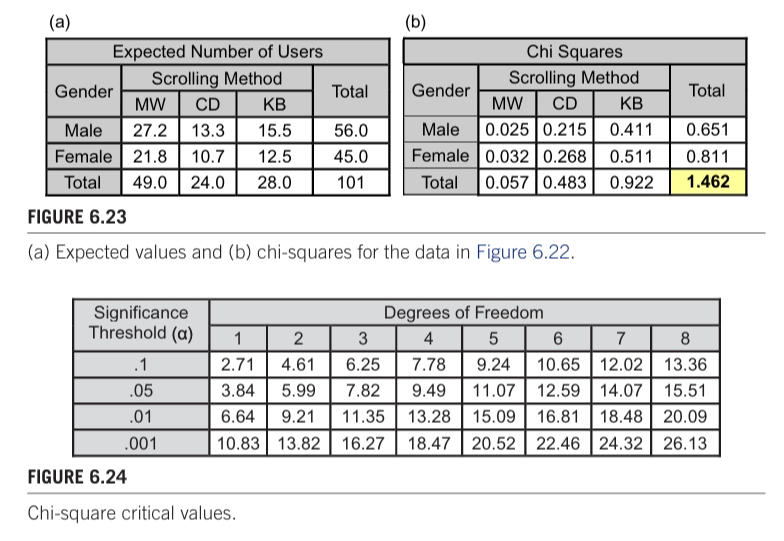 (a)
Expected Number of Users
Gender Scrolling Method Total
MW CD KB
Male 27.2 13.3 15.5 56.0
Female 21.8 10.7 12.5 45.0
Total 49.0 24.0 28.0 101
(b)
Chi Squares
Gender Scrolling Method Total
MW CD KB
Male 0.025 0.215 0.411 0.651
Female 0.032 0.268 0.511 0.811
Total 0.057 0.483 0.922 1.462
FIGURE 6.23
(a) Expected values and (b) chi-squares for the data in Figure 6.22.
Significance Threshold (α) Degrees of Freedom
1 2 3 4 5 6 7 8
.1 2.71 4.61 6.25 7.78 9.24 10.65 12.02 13.36
.05 3.84 5.99 7.82 9.49 11.07 12.59 14.07 15.51
.01 6.64 9.21 11.35 13.28 15.09 16.81 18.48 20.09
.001 10.83 13.82 16.27 18.47 20.52 22.46 24.32 26.13
FIGURE 6.24
Chi-square critical values.